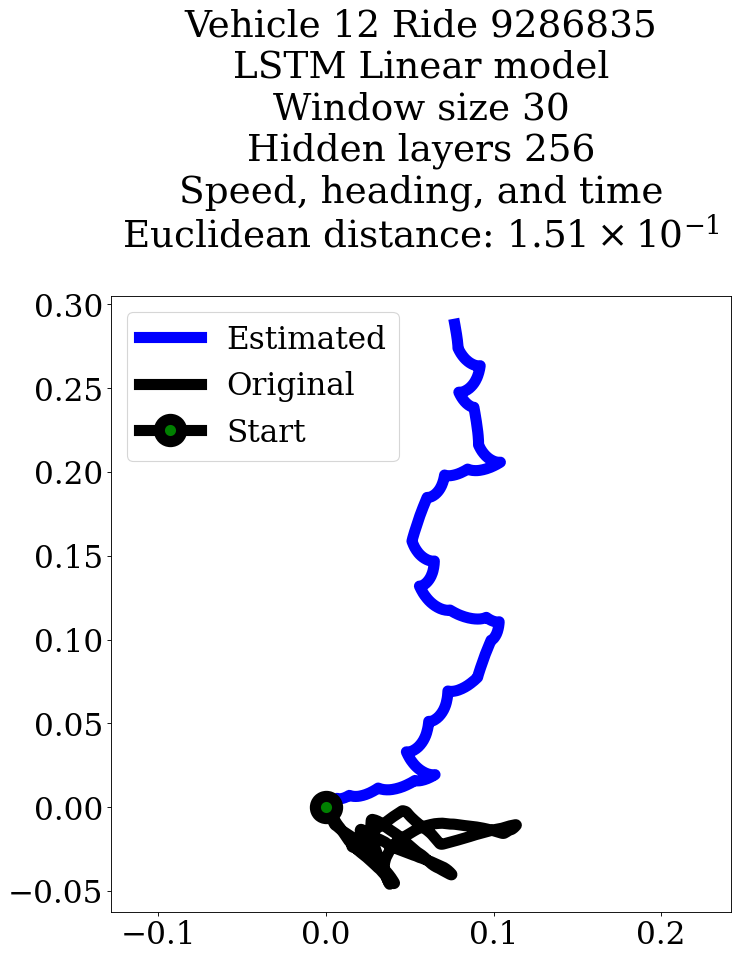 Vehicle 12 Ride 9286835
LSTM Linear model
Window size 30
Hidden layers 256
Speed, heading, and time
Euclidean distance: 1.51 × 10⁻¹
0.30
Estimated
Original
Start
0.25
0.20
0.15
0.10
0.05
0.00
−0.05
−0.1 0.0 0.1 0.2